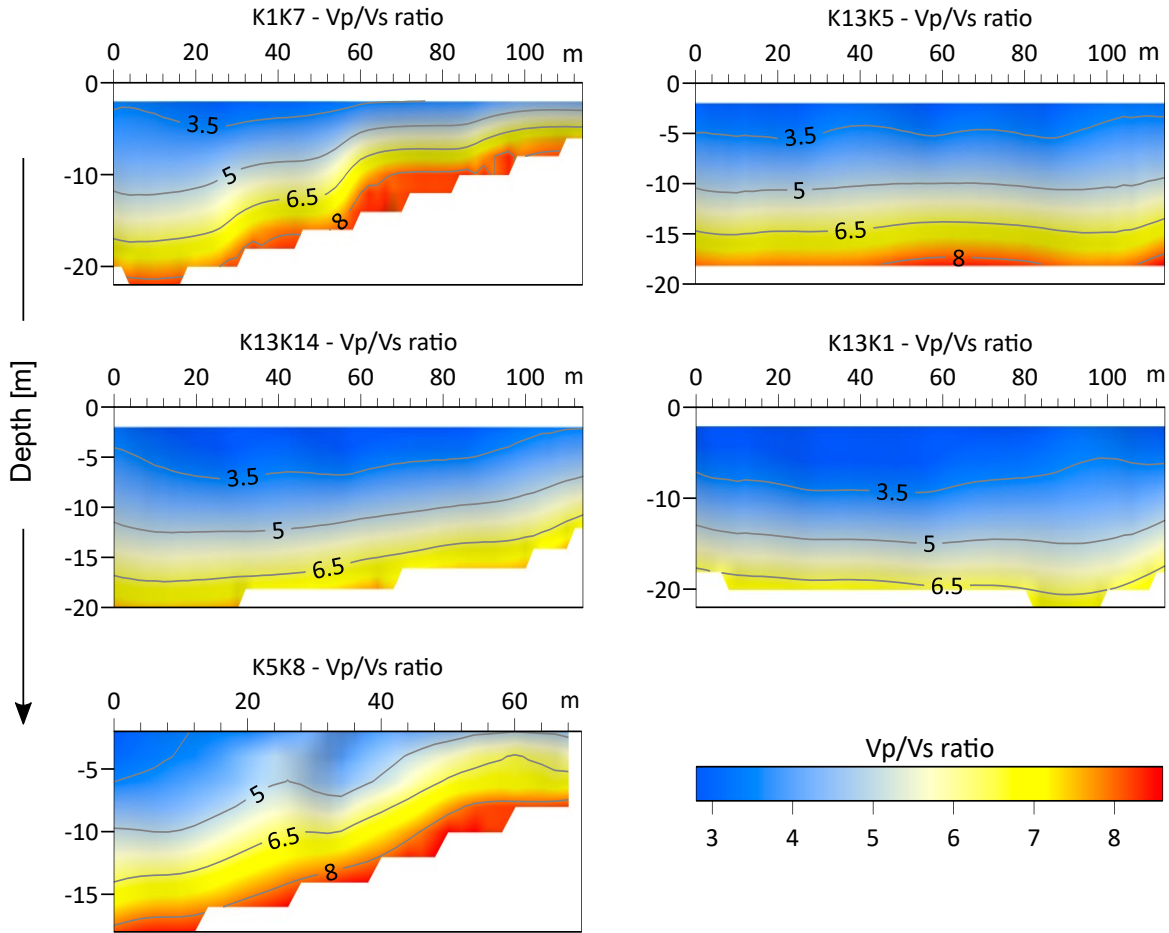 K1K7 - Vp/Vs ratio
0 20 40 60 80 100 m
0
-10
-20
3.5
5
6.5
8
K13K5 - Vp/Vs ratio
0 20 40 60 80 100 m
0
-5
-10
-15
-20
3.5
5
6.5
8
Depth [m]
K13K14 - Vp/Vs ratio
0 20 40 60 80 100 m
0
-5
-10
-15
-20
3.5
5
6.5
K13K1 - Vp/Vs ratio
0 20 40 60 80 100 m
0
-10
-20
3.5
5
6.5
K5K8 - Vp/Vs ratio
0 20 40 60 m
-5
-10
-15
5
6.5
8
Vp/Vs ratio
3 4 5 6 7 8